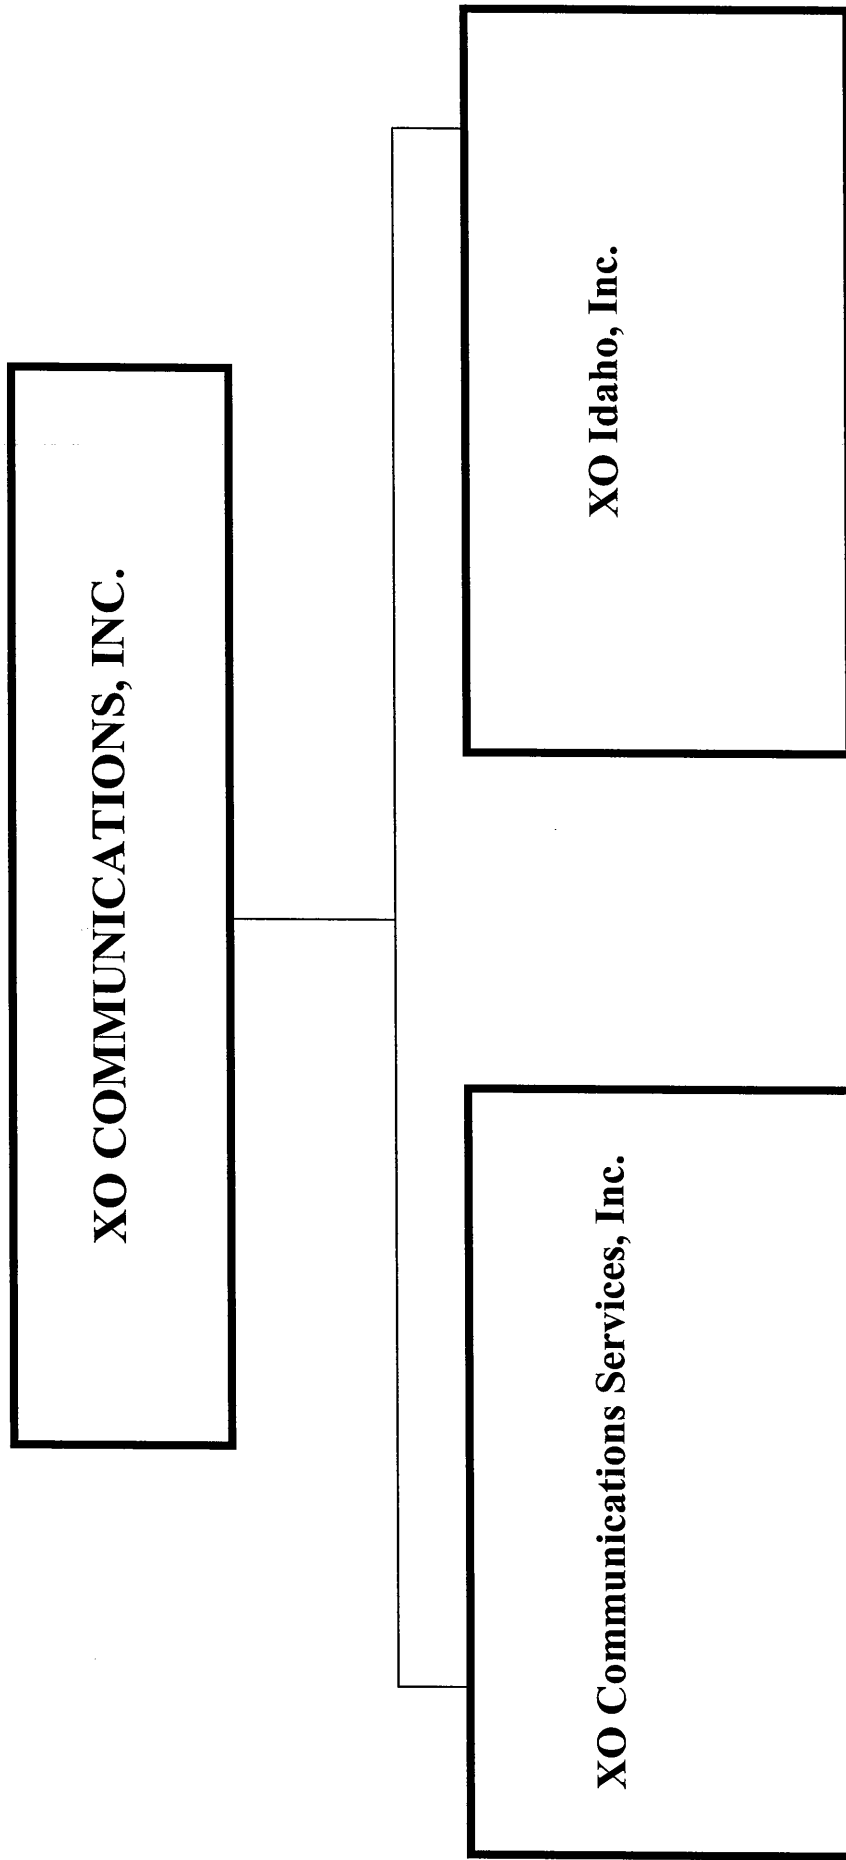 XO COMMUNICATIONS, INC.
XO Communications Services, Inc.
XO Idaho, Inc.